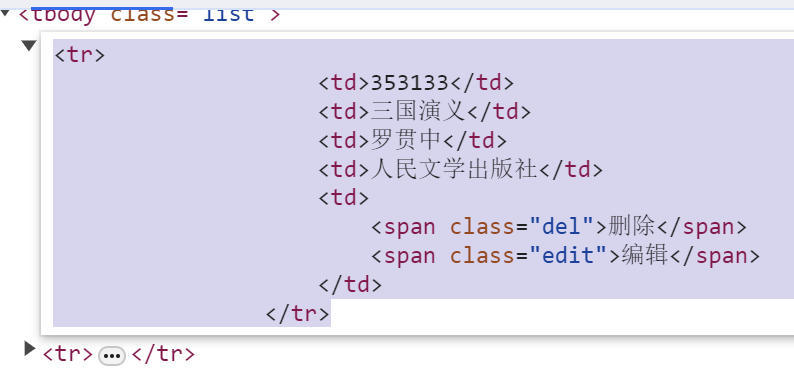 <tbody class="list">
<tr>
<td>353133</td>
<td>三国演义</td>
<td>罗贯中</td>
<td>人民文学出版社</td>
<td>
<span class="del">删除</span>
<span class="edit">编辑</span>
</td>
</tr>
<tr>…</tr>